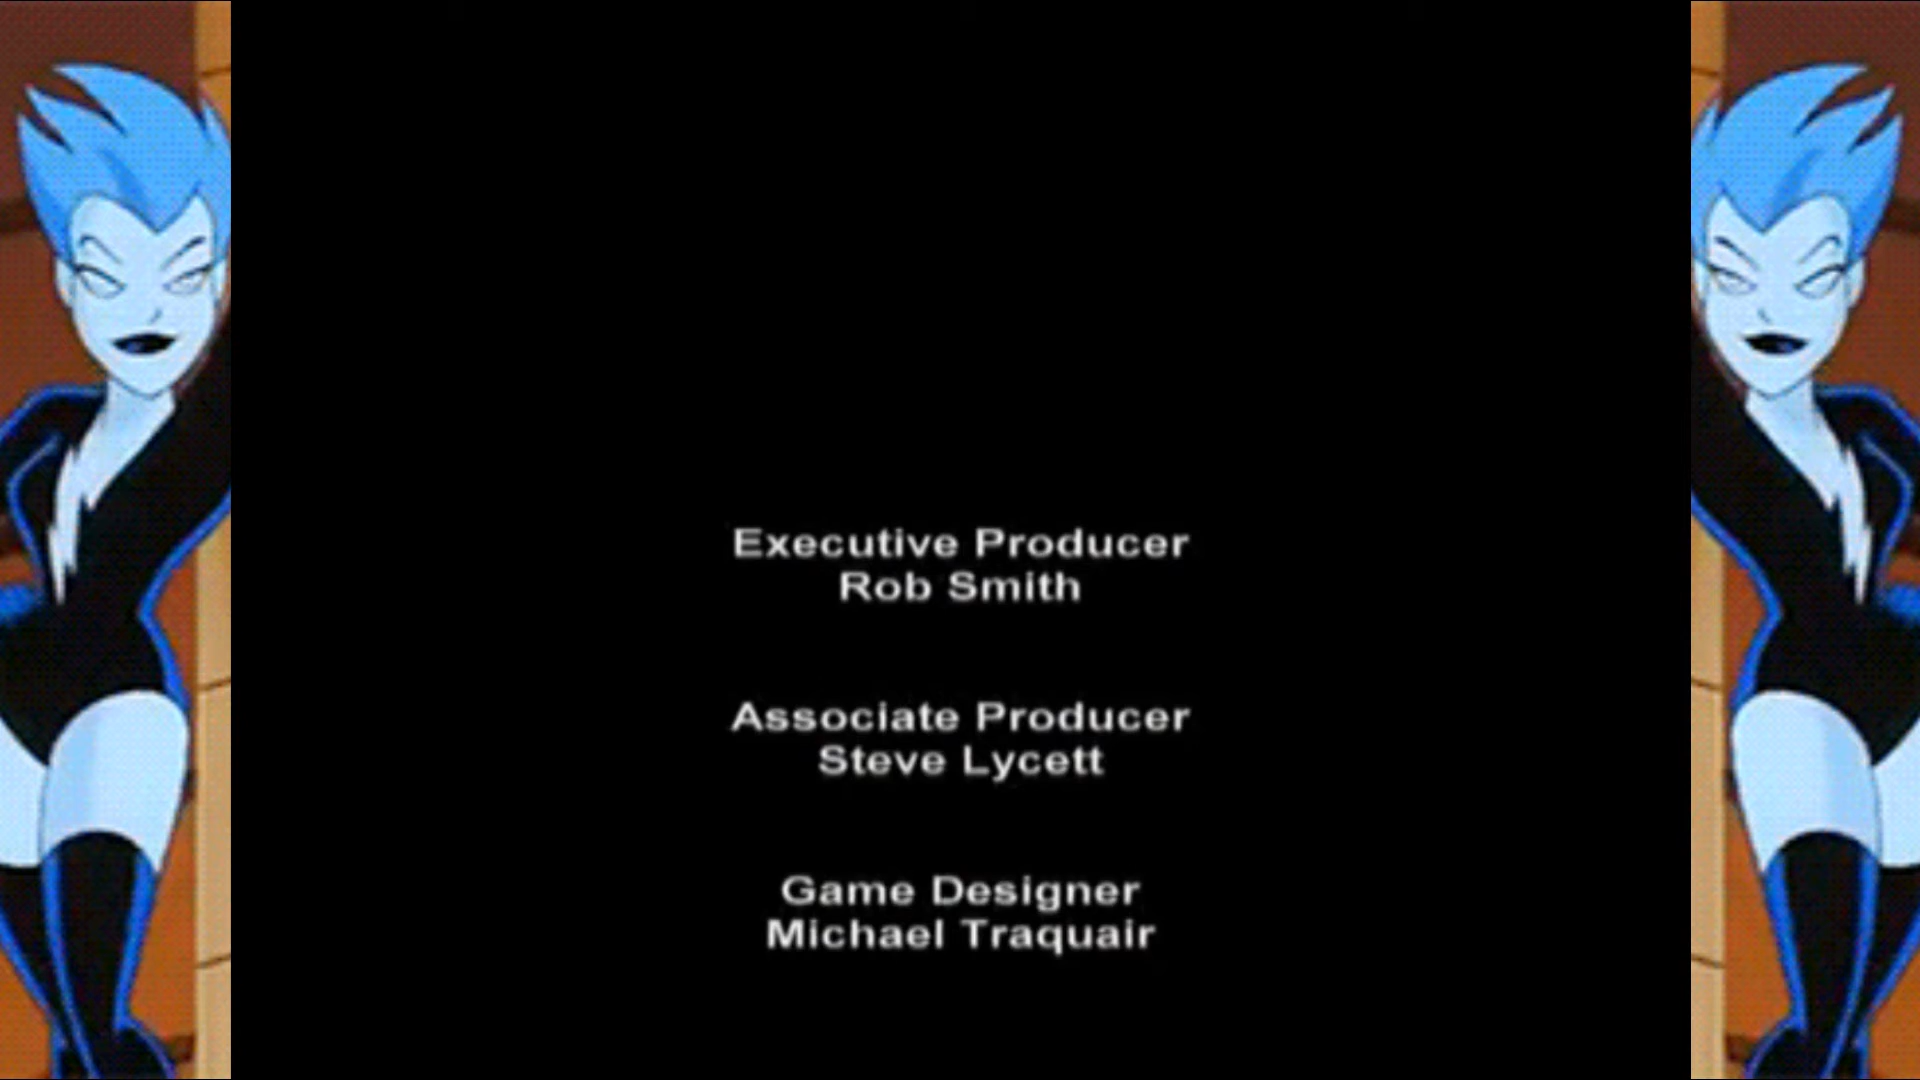 Executive Producer
Rob Smith
Associate Producer
Steve Lycett
Game Designer
Michael Traquair